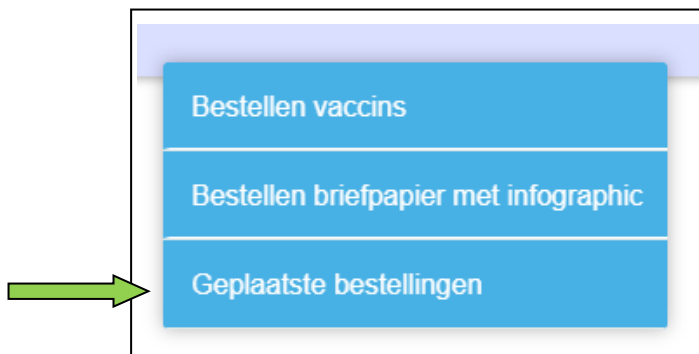 Bestellen vaccins
Bestellen briefpapier met infographic
Geplaatste bestellingen